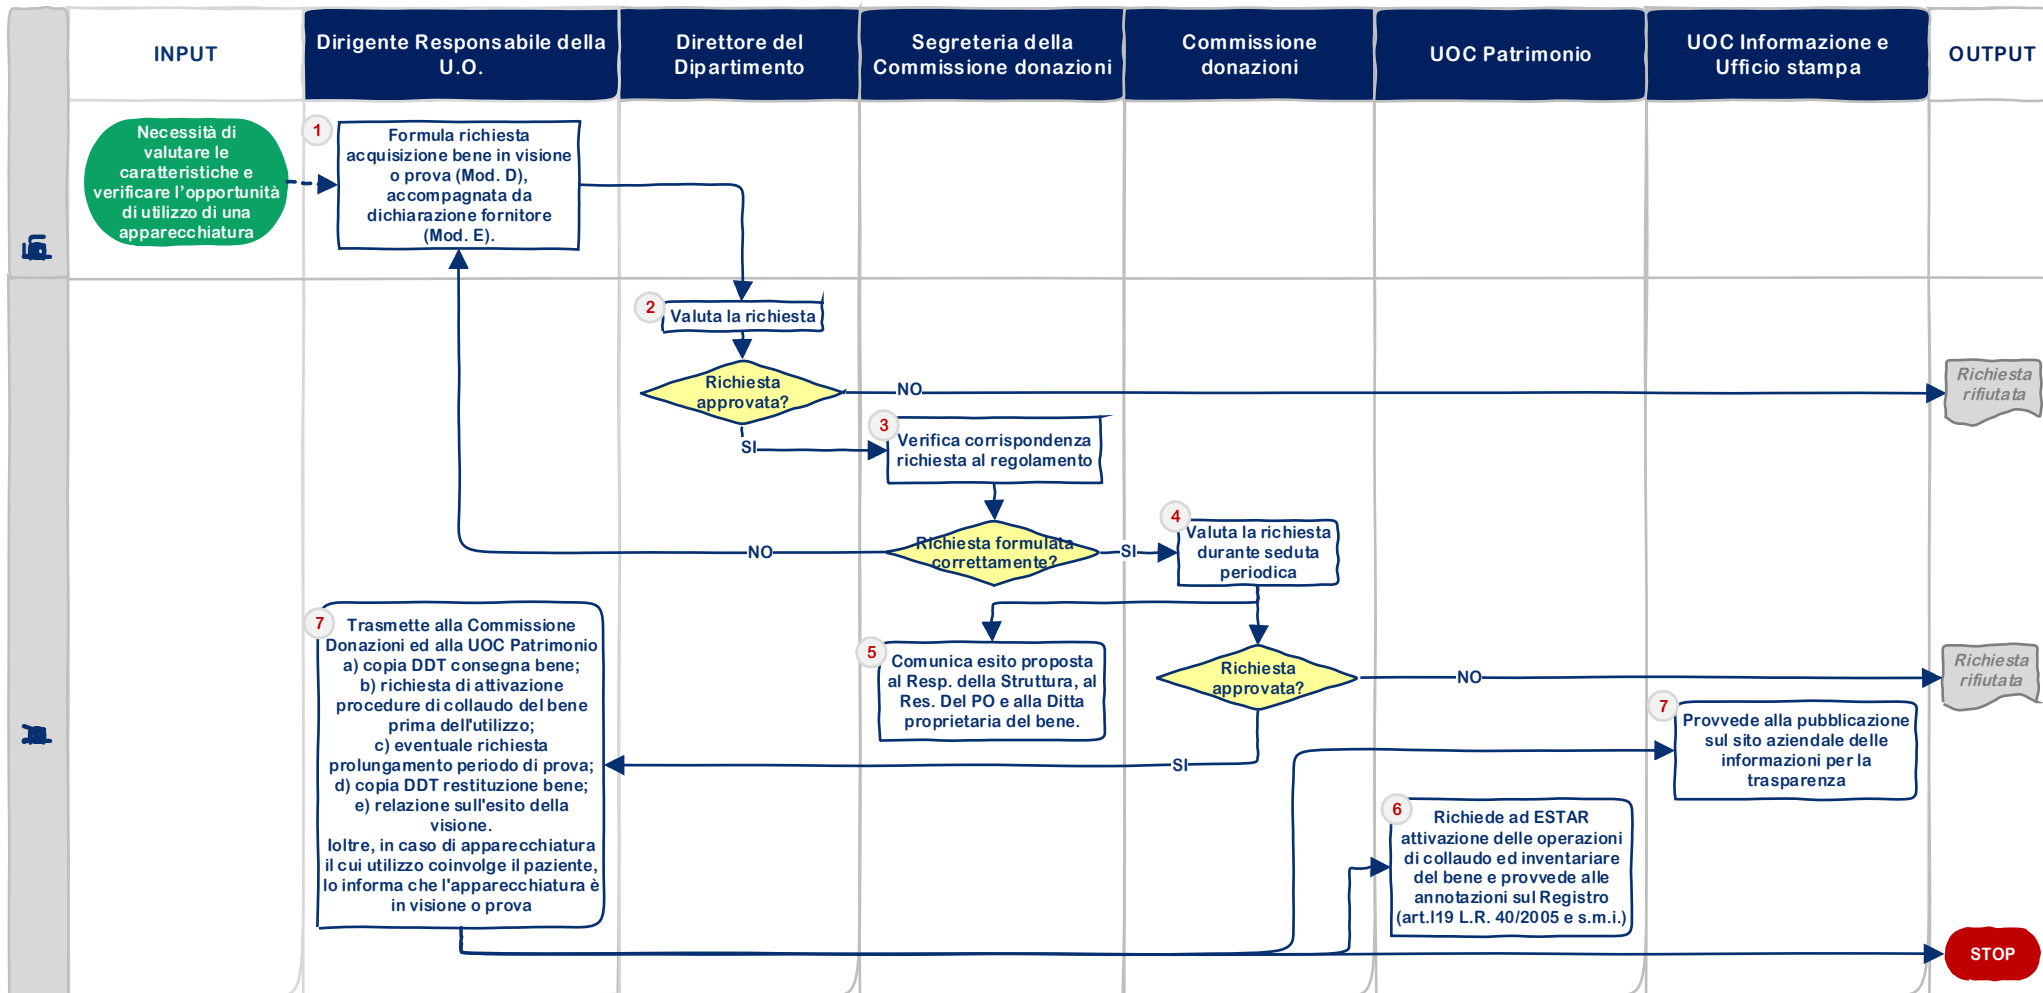 INPUT
Dirigente Responsabile della
U.O.
Direttore del
Dipartimento
Segreteria della
Commissione donazioni
Commissione
donazioni
UOC Patrimonio
UOC Informazione e
Ufficio stampa
OUTPUT
Necessità di
valutare le
caratteristiche e
verificare l'opportunità
di utilizzo di una
apparecchiatura
1
Formula richiesta
acquisizione bene in visione
o prova (Mod. D),
accompagnata da
dichiarazione fornitore
(Mod. E).
2
Valuta la richiesta
Richiesta
approvata?
NO
Richiesta
rifiutata
SI
3
Verifica corrispondenza
richiesta al regolamento
Richiesta formulata
correttamente?
NO
SI
4
Valuta la richiesta
durante seduta
periodica
5
Comunica esito proposta
al Resp. della Struttura, al
Res. Del PO e alla Ditta
proprietaria del bene.
Richiesta
approvata?
NO
Richiesta
rifiutata
SI
7
Trasmette alla Commissione
Donazioni ed alla UOC Patrimonio
a) copia DDT consegna bene;
b) richiesta di attivazione
procedure di collaudo del bene
prima dell'utilizzo;
c) eventuale richiesta
prolungamento periodo di prova;
d) copia DDT restituzione bene;
e) relazione sull'esito della
visione.
Ioltre, in caso di apparecchiatura
il cui utilizzo coinvolge il paziente,
lo informa che l'apparecchiatura è
in visione o prova
7
Provvede alla pubblicazione
sul sito aziendale delle
informazioni per la
trasparenza
6
Richiede ad ESTAR
attivazione delle operazioni
di collaudo ed inventariare
del bene e provvede alle
annotazioni sul Registro
(art.I19 L.R. 40/2005 e s.m.i.)
STOP